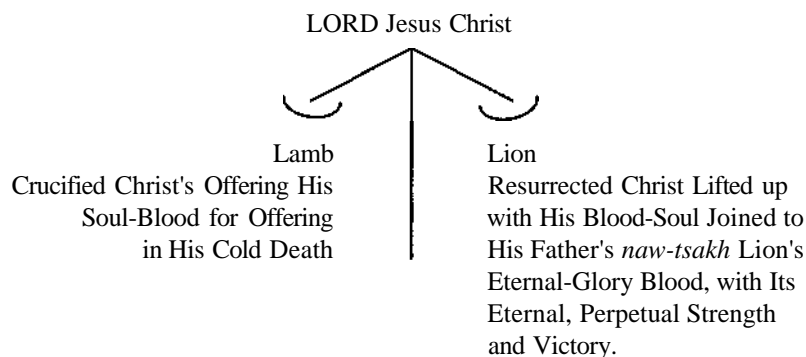 LORD Jesus Christ
Lamb
Crucified Christ's Offering His
Soul-Blood for Offering
in His Cold Death
Lion
Resurrected Christ Lifted up
with His Blood-Soul Joined to
His Father's naw-tsakh Lion's
Eternal-Glory Blood, with Its
Eternal, Perpetual Strength
and Victory.